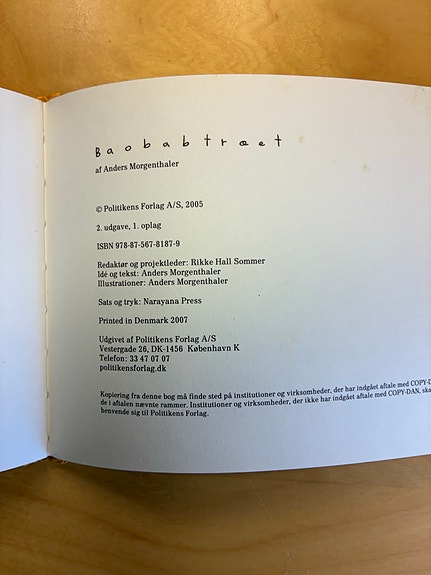 Baobabtræet
af Anders Morgenthaler
© Politikens Forlag A/S, 2005
2. udgave, 1. oplag
ISBN 978-87-567-8187-9
Redaktør og projektleder: Rikke Hall Sommer
Idé og tekst: Anders Morgenthaler
Illustrationer: Anders Morgenthaler
Sats og tryk: Narayana Press
Printed in Denmark 2007
Udgivet af Politikens Forlag A/S
Vestergade 26, DK-1456 København K
Telefon: 33 47 07 07
politikensforlag.dk
Kopiering fra denne bog må finde sted på institutioner og virksomheder, der har indgået aftale med COPY-D
de i aftalen nævnte rammer. Institutioner og virksomheder, der ikke har indgået aftale med COPY-DAN, ska
henvende sig til Politikens Forlag.